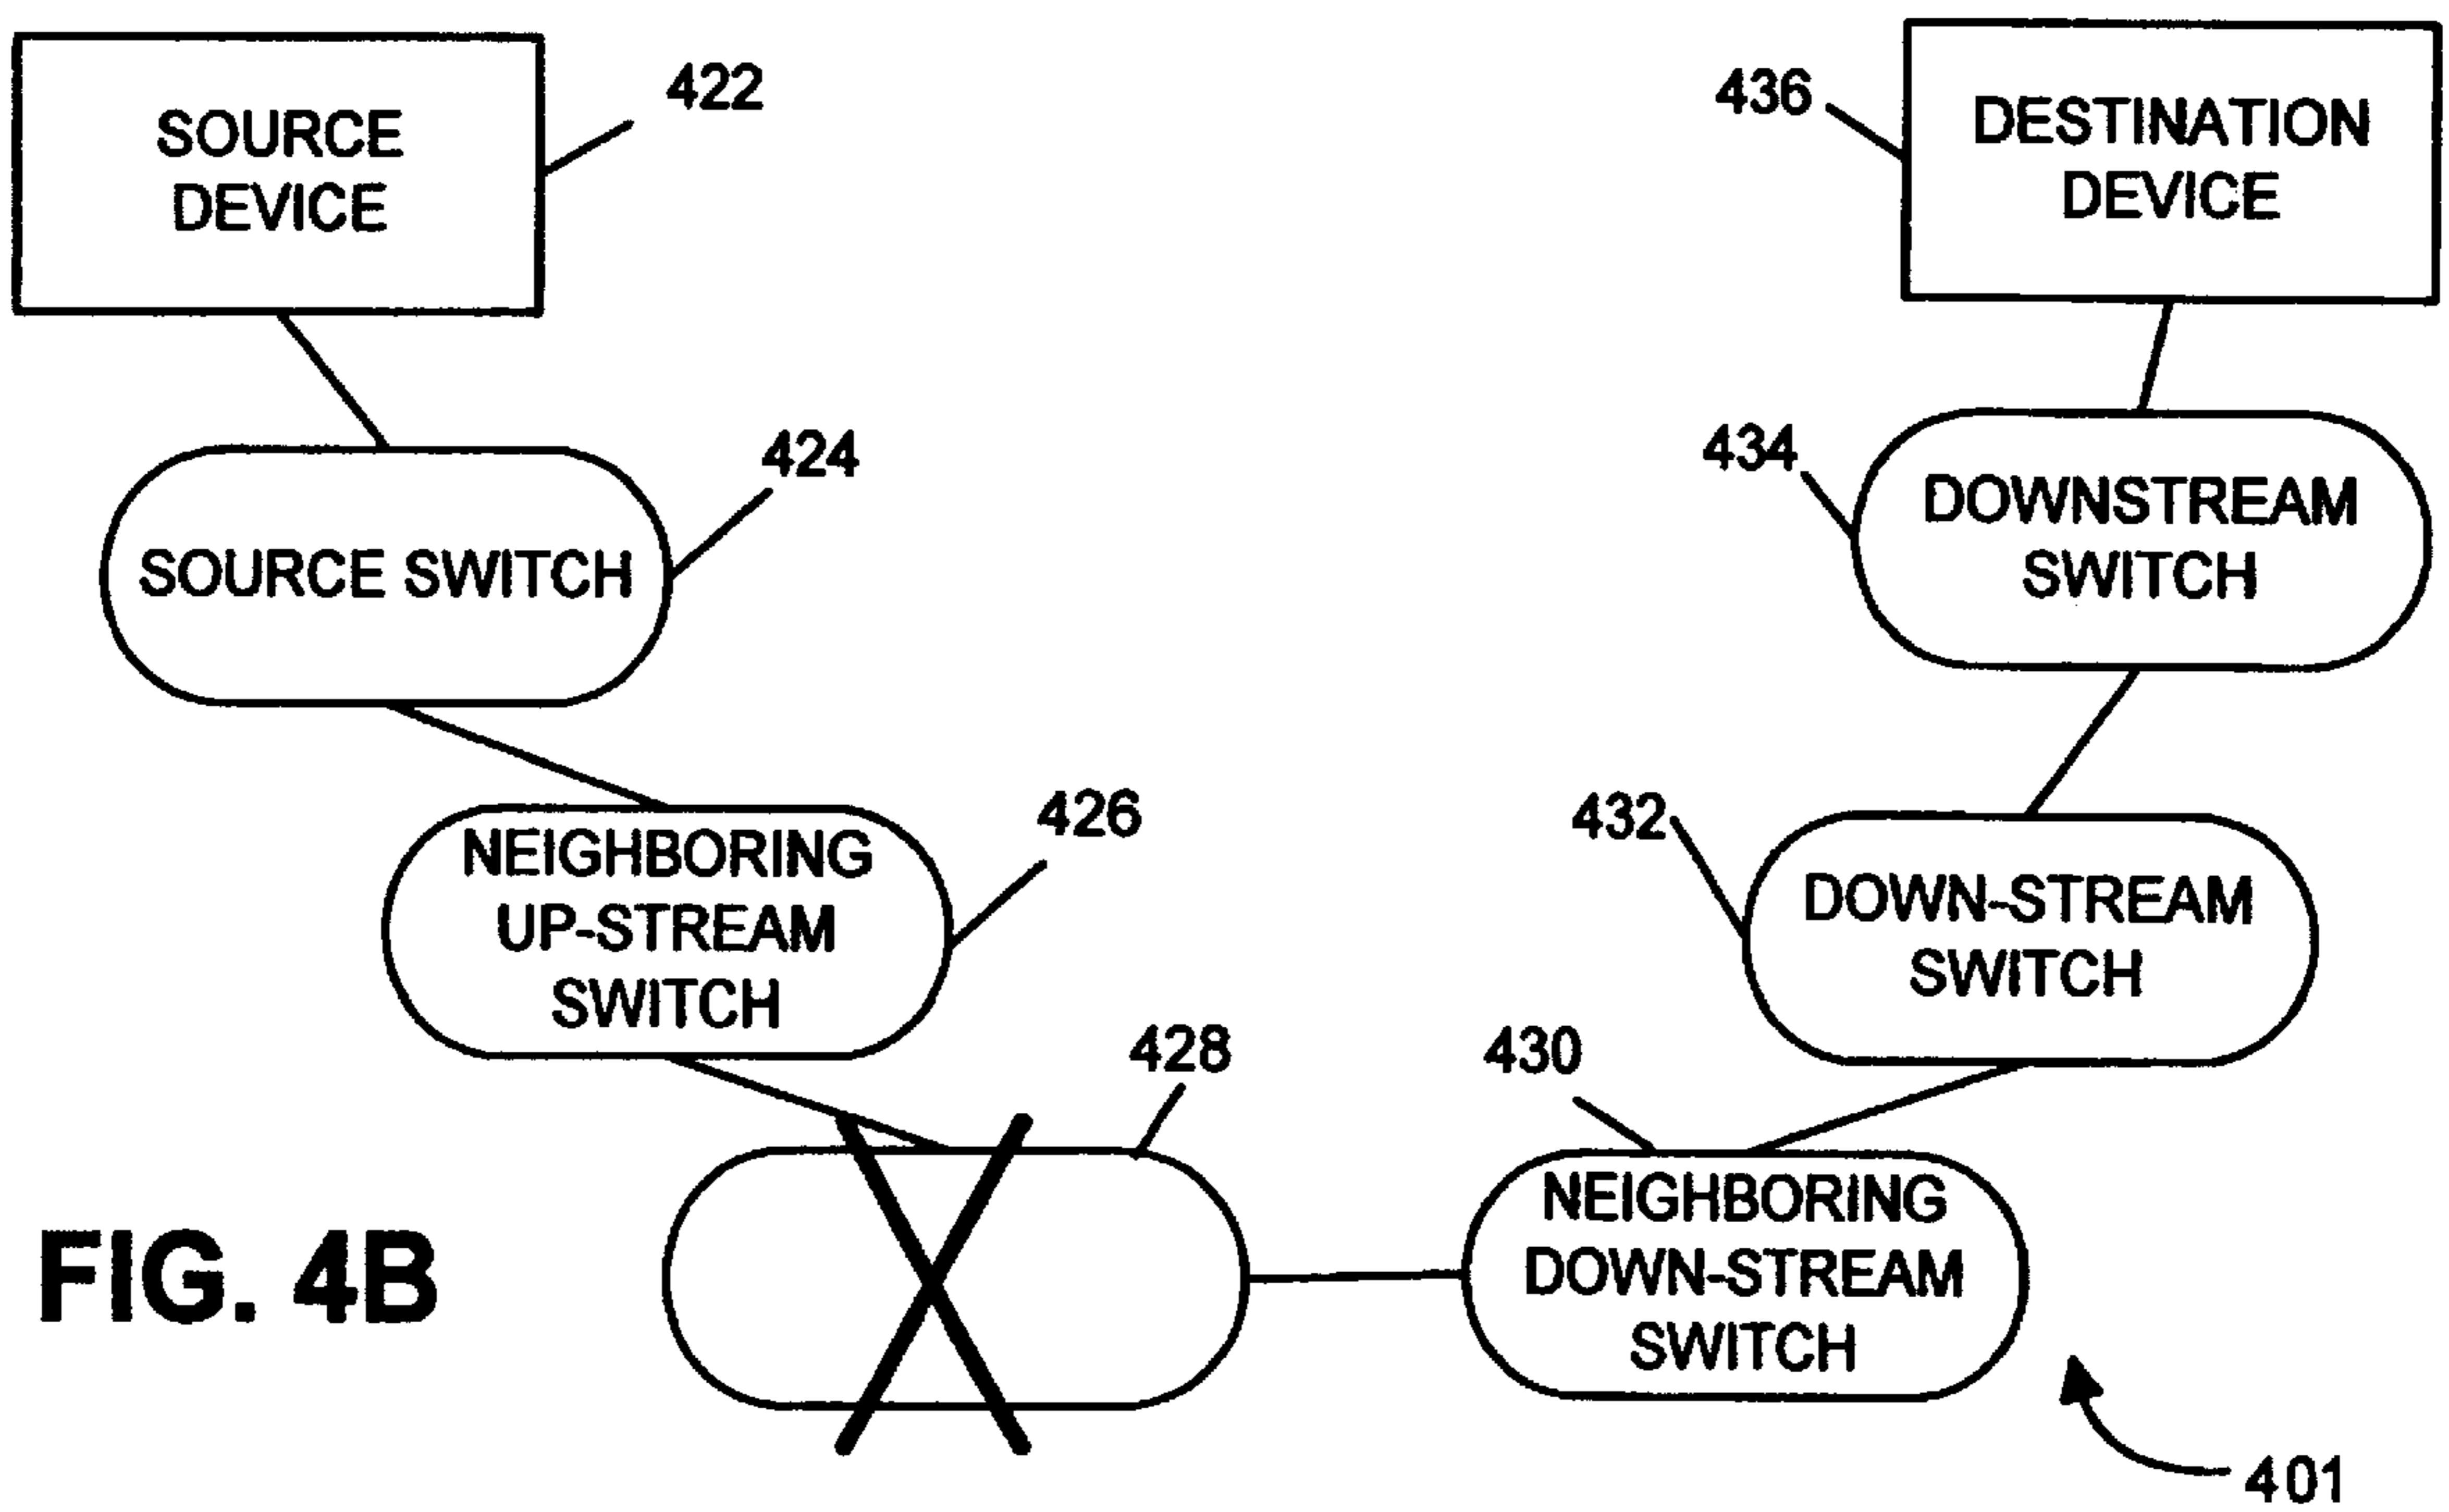 SOURCE
DEVICE
422
436
DESTINATION
DEVICE
SOURCE SWITCH
424
434
DOWNSTREAM
SWITCH
NEIGHBORING
UP-STREAM
SWITCH
426
432
DOWN-STREAM
SWITCH
428
430
NEIGHBORING
DOWN-STREAM
SWITCH
FIG. 4B
401